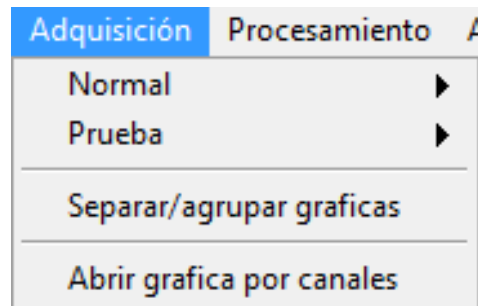 Adquisición Procesamiento A
Normal
Prueba
Separar/agrupar graficas
Abrir grafica por canales